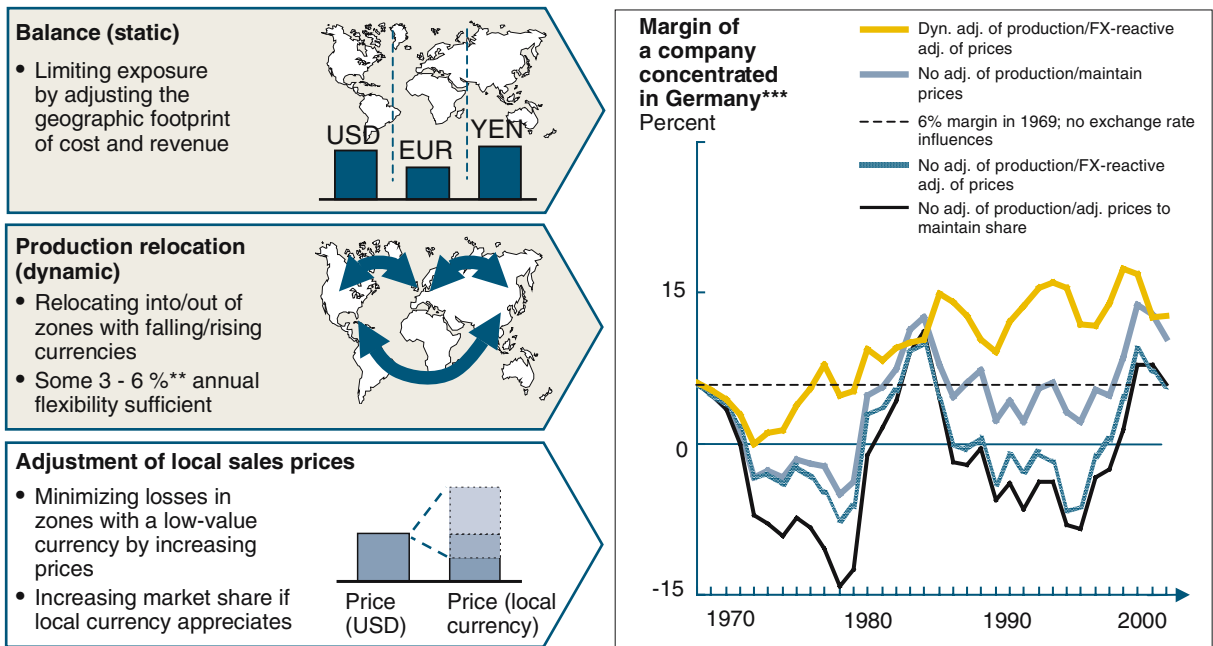 Balance (static)
• Limiting exposure
by adjusting the
geographic footprint
of cost and revenue
USD
EUR
YEN
Production relocation
(dynamic)
• Relocating into/out of
zones with falling/rising
currencies
• Some 3 - 6 %** annual
flexibility sufficient
Adjustment of local sales prices
• Minimizing losses in
zones with a low-value
currency by increasing
prices
• Increasing market share if
local currency appreciates
Price
(USD)
Price (local
currency)
Margin of
a company
concentrated
in Germany***
Percent
Dyn. adj. of production/FX-reactive
adj. of prices
No adj. of production/maintain
prices
6% margin in 1969; no exchange rate
influences
No adj. of production/FX-reactive
adj. of prices
No adj. of production/adj. prices to
maintain share
15
0
-15
1970
1980
1990
2000